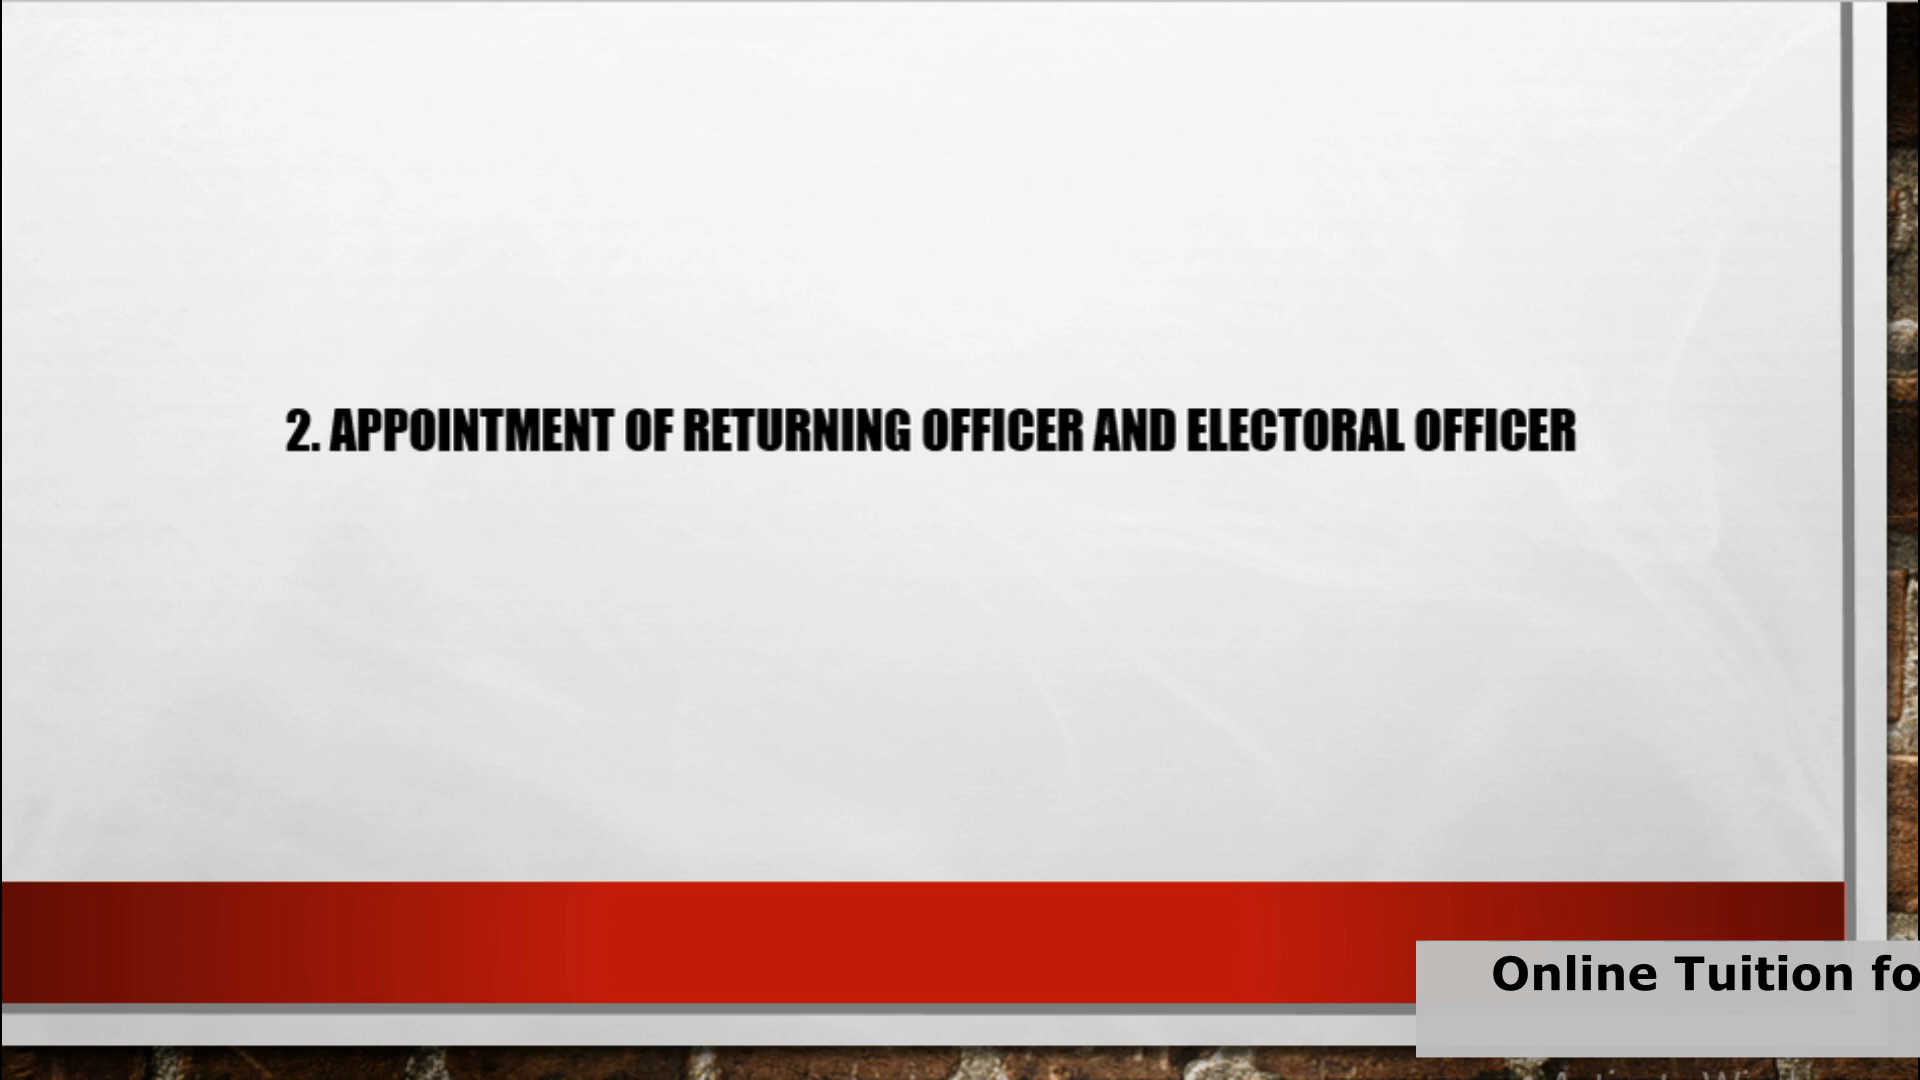 2. APPOINTMENT OF RETURNING OFFICER AND ELECTORAL OFFICER
Online Tuition fo